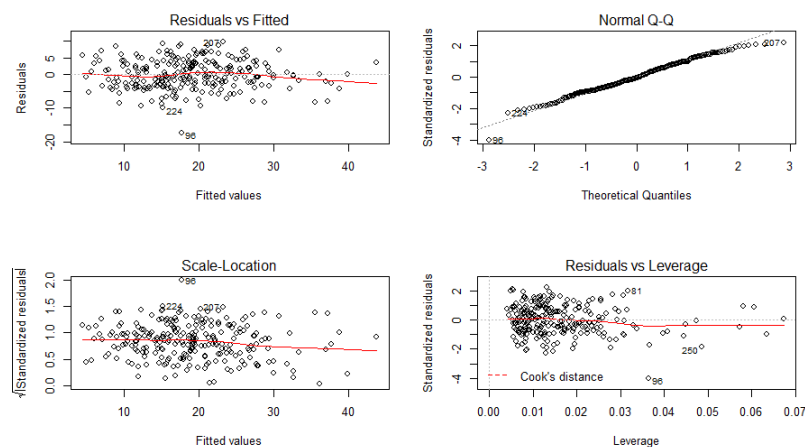 Residuals vs Fitted
Residuals
10
0
-10
-20
207
224
96
10 20 30 40
Fitted values
Normal Q-Q
Standardized residuals
2
0
-2
-4
207
224
96
-3 -2 -1 0 1 2 3
Theoretical Quantiles
Scale-Location
√|Standardized residuals|
2.0
1.5
1.0
0.5
0.0
96
224 207
10 20 30 40
Fitted values
Residuals vs Leverage
Standardized residuals
2
0
-2
-4
81
250
96
Cook's distance
0.00 0.01 0.02 0.03 0.04 0.05 0.06 0.07
Leverage